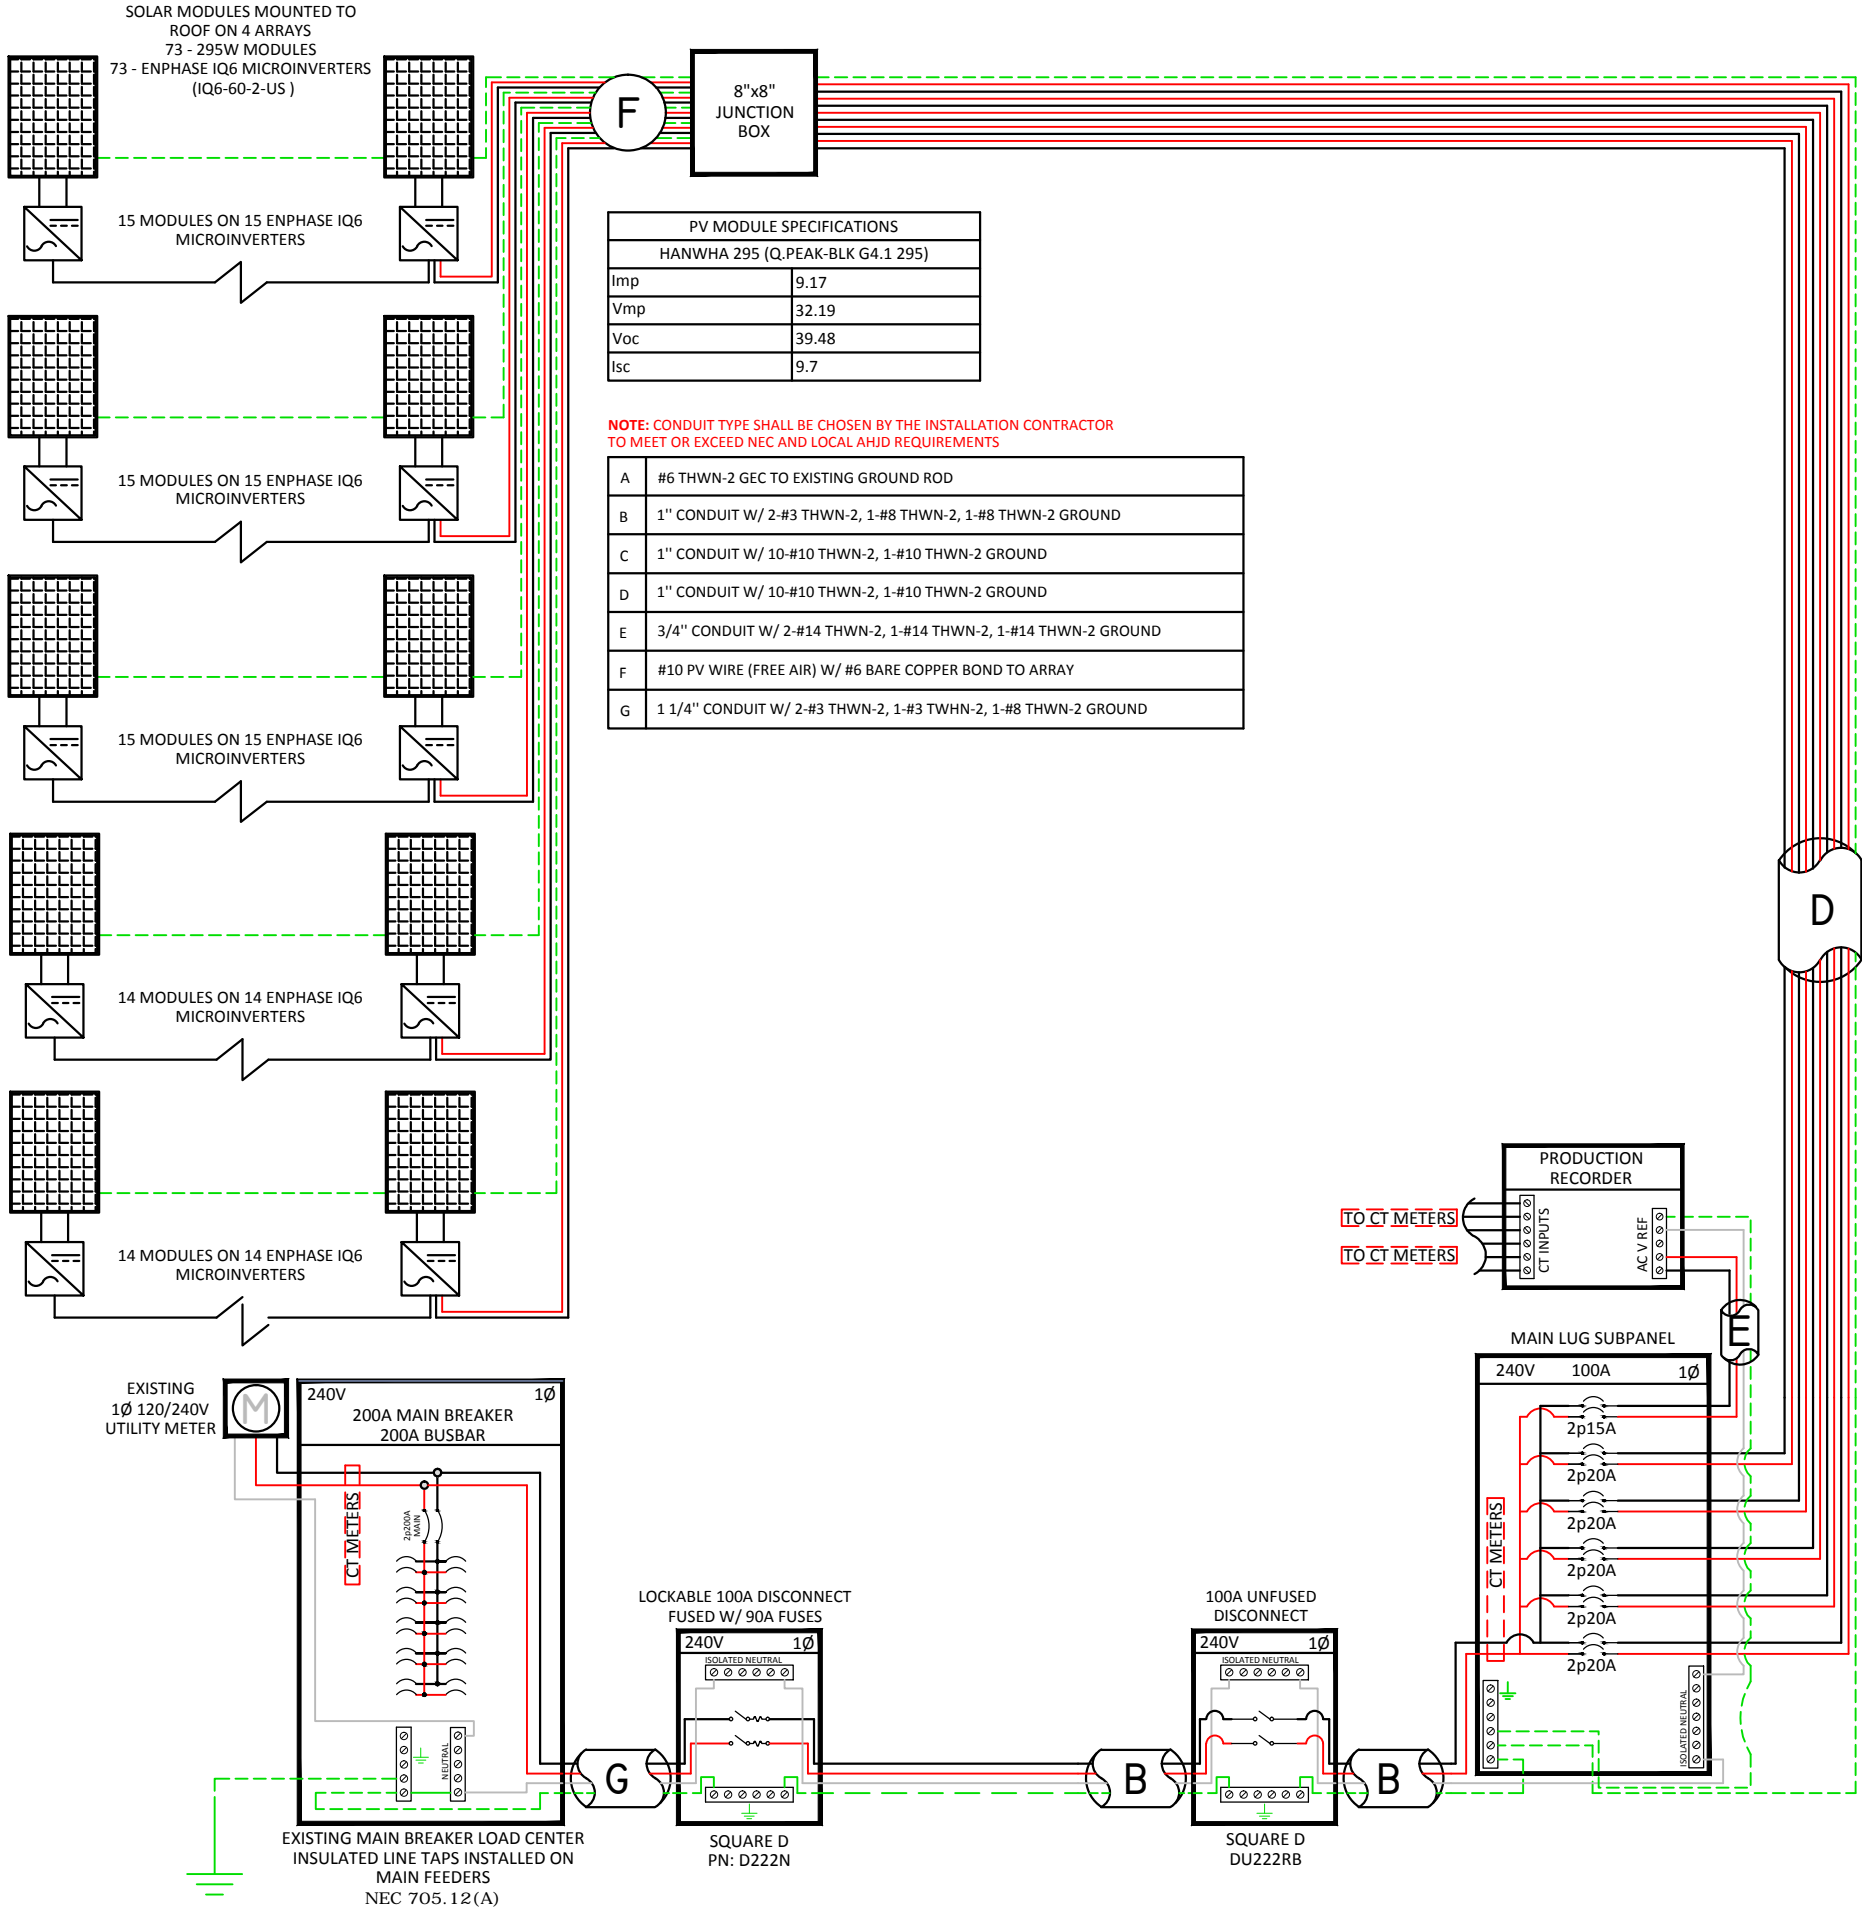 SOLAR MODULES MOUNTED TO
ROOF ON 4 ARRAYS
73 - 295W MODULES
73 - ENPHASE IQ6 MICROINVERTERS
(IQ6-60-2-US )
15 MODULES ON 15 ENPHASE IQ6
MICROINVERTERS
15 MODULES ON 15 ENPHASE IQ6
MICROINVERTERS
15 MODULES ON 15 ENPHASE IQ6
MICROINVERTERS
14 MODULES ON 14 ENPHASE IQ6
MICROINVERTERS
14 MODULES ON 14 ENPHASE IQ6
MICROINVERTERS
F
8"x8"
JUNCTION
BOX
PV MODULE SPECIFICATIONS
HANWHA 295 (Q.PEAK-BLK G4.1 295)
Imp 9.17
Vmp 32.19
Voc 39.48
Isc 9.7
NOTE: CONDUIT TYPE SHALL BE CHOSEN BY THE INSTALLATION CONTRACTOR
TO MEET OR EXCEED NEC AND LOCAL AHJD REQUIREMENTS
A #6 THWN-2 GEC TO EXISTING GROUND ROD
B 1" CONDUIT W/ 2-#3 THWN-2, 1-#8 THWN-2, 1-#8 THWN-2 GROUND
C 1" CONDUIT W/ 10-#10 THWN-2, 1-#10 THWN-2 GROUND
D 1" CONDUIT W/ 10-#10 THWN-2, 1-#10 THWN-2 GROUND
E 3/4" CONDUIT W/ 2-#14 THWN-2, 1-#14 THWN-2, 1-#14 THWN-2 GROUND
F #10 PV WIRE (FREE AIR) W/ #6 BARE COPPER BOND TO ARRAY
G 1 1/4" CONDUIT W/ 2-#3 THWN-2, 1-#3 TWHN-2, 1-#8 THWN-2 GROUND
D
PRODUCTION
RECORDER
TO CT METERS
TO CT METERS
CT INPUTS
AC V REF
E
MAIN LUG SUBPANEL
240V 100A 1Ø
2p15A
2p20A
2p20A
2p20A
2p20A
2p20A
CT METERS
ISOLATED NEUTRAL
EXISTING
1Ø 120/240V
UTILITY METER
M
240V 1Ø
200A MAIN BREAKER
200A BUSBAR
CT METERS
2p200A
MAIN
NEUTRAL
EXISTING MAIN BREAKER LOAD CENTER
INSULATED LINE TAPS INSTALLED ON
MAIN FEEDERS
NEC 705.12(A)
G
LOCKABLE 100A DISCONNECT
FUSED W/ 90A FUSES
240V 1Ø
ISOLATED NEUTRAL
SQUARE D
PN: D222N
B
100A UNFUSED
DISCONNECT
240V 1Ø
ISOLATED NEUTRAL
SQUARE D
DU222RB
B